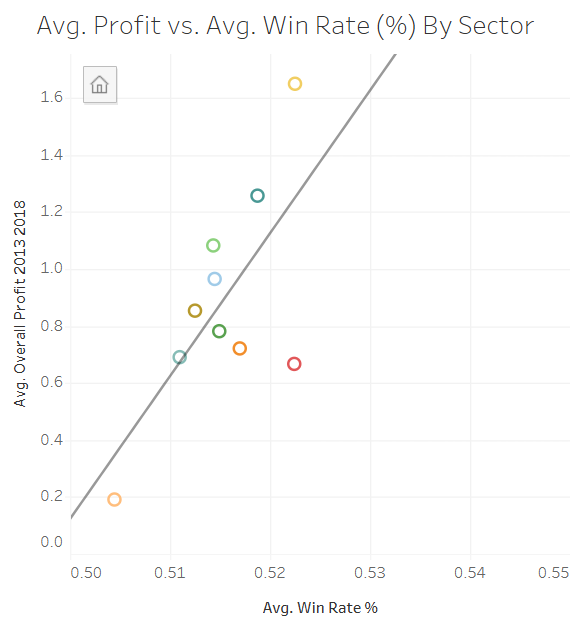 Avg. Profit vs. Avg. Win Rate (%) By Sector
1.6
1.4
1.2
1.0
0.8
0.6
0.4
0.2
0.0
Avg. Overall Profit 2013 2018
0.50 0.51 0.52 0.53 0.54 0.55
Avg. Win Rate %